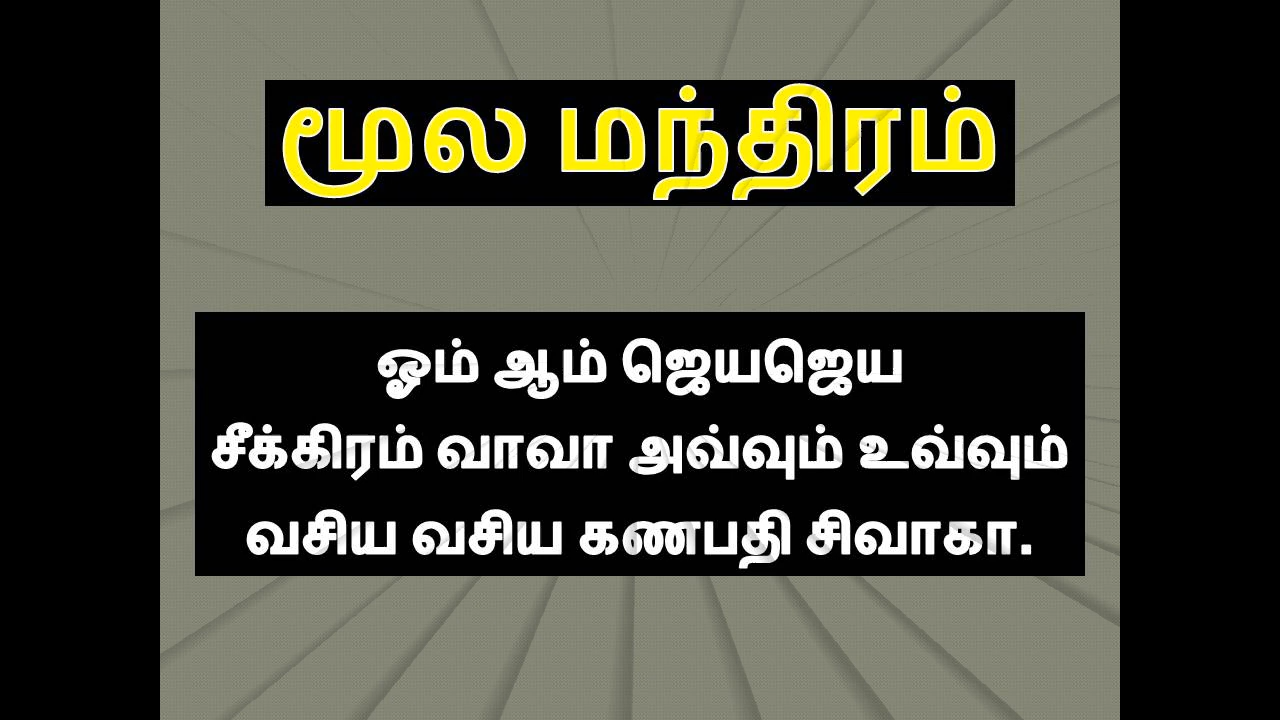 மூல மந்திரம்
ஓம் ஆம் ஜெயஜெய
சீக்கிரம் வாவா அவ்வும் உவ்வும்
வசிய வசிய கணபதி சிவாகா.